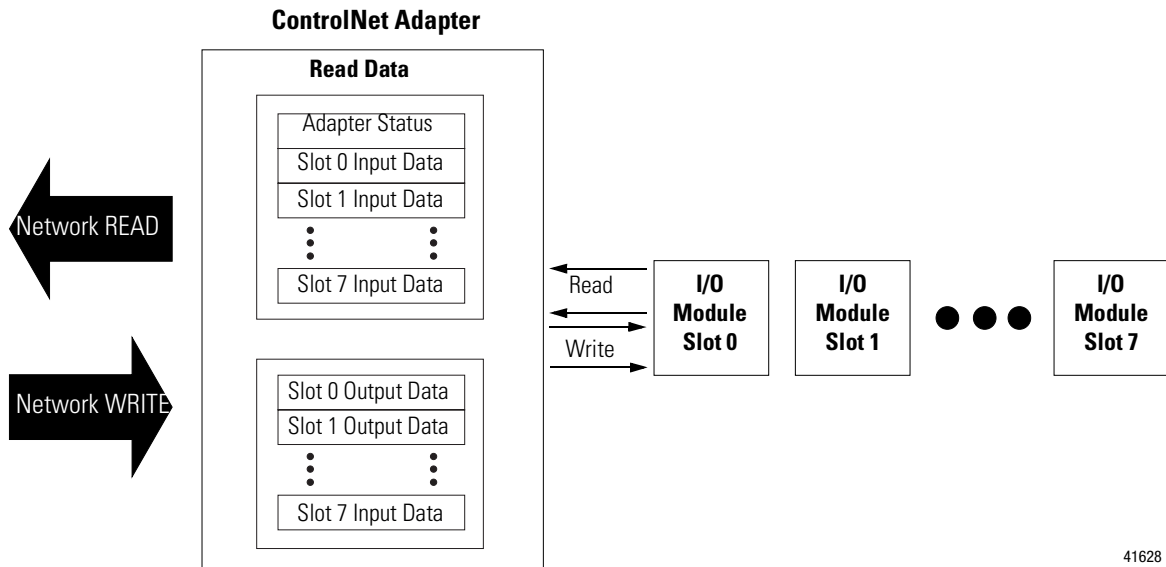 ControlNet Adapter
Read Data
Adapter Status
Slot 0 Input Data
Slot 1 Input Data
Slot 7 Input Data
Network READ
Read
Write
I/O
Module
Slot 0
I/O
Module
Slot 1
I/O
Module
Slot 7
Network WRITE
Slot 0 Output Data
Slot 1 Output Data
Slot 7 Input Data
41628